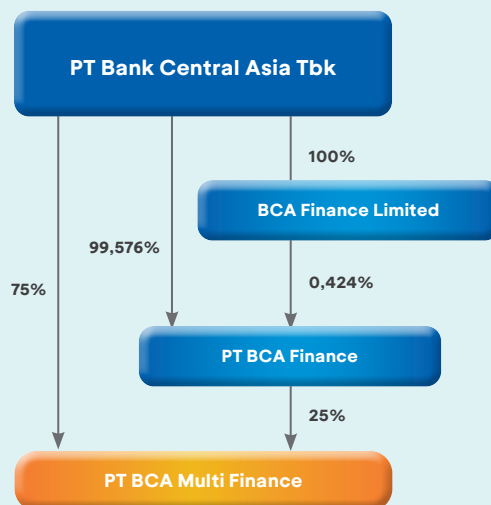 PT Bank Central Asia Tbk
100%
BCA Finance Limited
99,576%
75%
0,424%
PT BCA Finance
25%
PT BCA Multi Finance